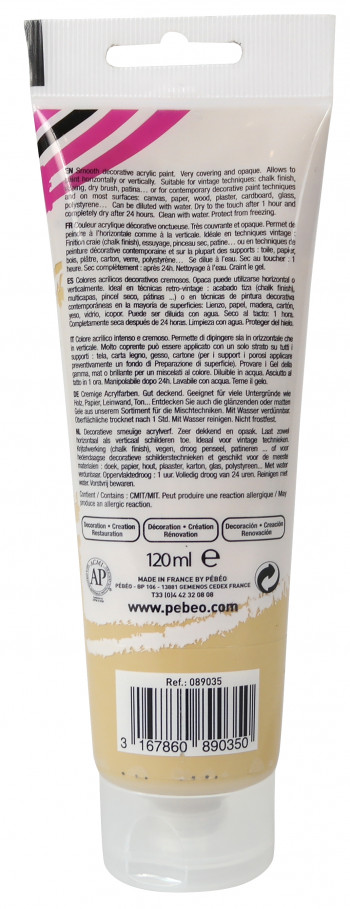 EN Smooth decorative acrylic paint. Very covering and opaque. Allows to
paint horizontally or vertically. Suitable for vintage techniques: chalk finish,
dry brush, patina... or for contemporary decorative paint techniques
and on most surfaces: canvas, paper, wood, plaster, cardboard, glass,
polystyrene... Can be diluted with water. Dry to the touch after 1 hour and
completely dry after 24 hours. Clean with water. Protect from freezing.
FR Couleur acrylique décorative onctueuse. Très couvrante et opaque. Permet de
peindre à l'horizontale comme à la verticale. Idéale en techniques vintage :
Finition craie (chalk finish), essuyage, pinceau sec, patine... ou en techniques de
peinture décorative contemporaine et sur la plupart des supports : toile, papier,
bois, plâtre, carton, verre, polystyrène... Se dilue à l'eau. Sec au toucher : 1
heure. Sec complètement : après 24h. Nettoyage à l'eau. Craint le gel.
ES Colores acrílicos decorativos cremosos. Opaca puede utilizarse horizontal o
verticalmente. Ideal en técnicas retro-vintage : acabado tiza (chalk finish),
multicapas, pincel seco, pátinas ...) o en técnicas de pintura decorativa
contemporáneas en la mayoría de superficies: Lienzo, papel, madera, cartón,
yeso, vidrio, icopor. Puede ser diluida con agua. Seco al tacto: 1 hora.
Completamente seca después de 24 horas. Limpieza con agua. Proteger del hielo.
IT Colore acrilico intenso e cremoso. Permette di dipingere sia in orizzontale che
in verticale. Molto coprente può essere applicato con un solo strato su tutti i
support : tela, carta legno, gesso, cartone (per i support i porosi applicare
preventivamente un fondo di Preparazione di superficie). Provare i Gel della
gamma, mat o brillante per un miscelati al colore. Diluibile in acqua. Asciutto al
tatto in 1 ora. Manipolabile dopo 24h. Lavabile in acqua. Teme il gelo.
DE Cremige Acrylfarben. Gut deckend. Geeignet für viele Untergründe wie
Holz, Papier, Leinwand, Ton... Entdecken Sie auch die glänzenden oder matten
Gele aus unserem Sortiment für die Mischtechniken. Mit Wasser verdünnbar.
Oberflächliche trocknet nach 1 Std. Mit Wasser reinigen. Nicht frostfest.
NL Decoratieve smeuïge acrylverf. Zeer dekkend en opaak. Laat zowel
horizontaal als verticaal schilderen toe. Ideaal voor vintage technieken.
Krijtafwerking (chalk finish), vegen, droog penseel, patineren ... of voor
hedendaagse decoratieve schildertechnieken en geschikt voor de meeste
materialen : doek, papier, hout, plaaster, karton, glas, polystyreen... Met water
verdunbaar. Oppervlaktedroog : 1 uur. Volledig droog van 24 uren. Reinigen met
water. Vorstvrij bewaren.
Contient / Contains : CMIT/MIT. Peut produire une reaction allergique / May
produce an allergic reaction.
Decoration • Creation
Restauration
Décoration • Création
Rénovation
Decoración • Creación
Renovación
120ml e
ACMI
AP
MADE IN FRANCE BY PÉBÉO
PÉBÉO - BP 106 - 13881 GEMENOS CEDEX FRANCE
T33 (0)4 42 32 08 08
www.pebeo.com
Ref.: 089035
3 167860 890350